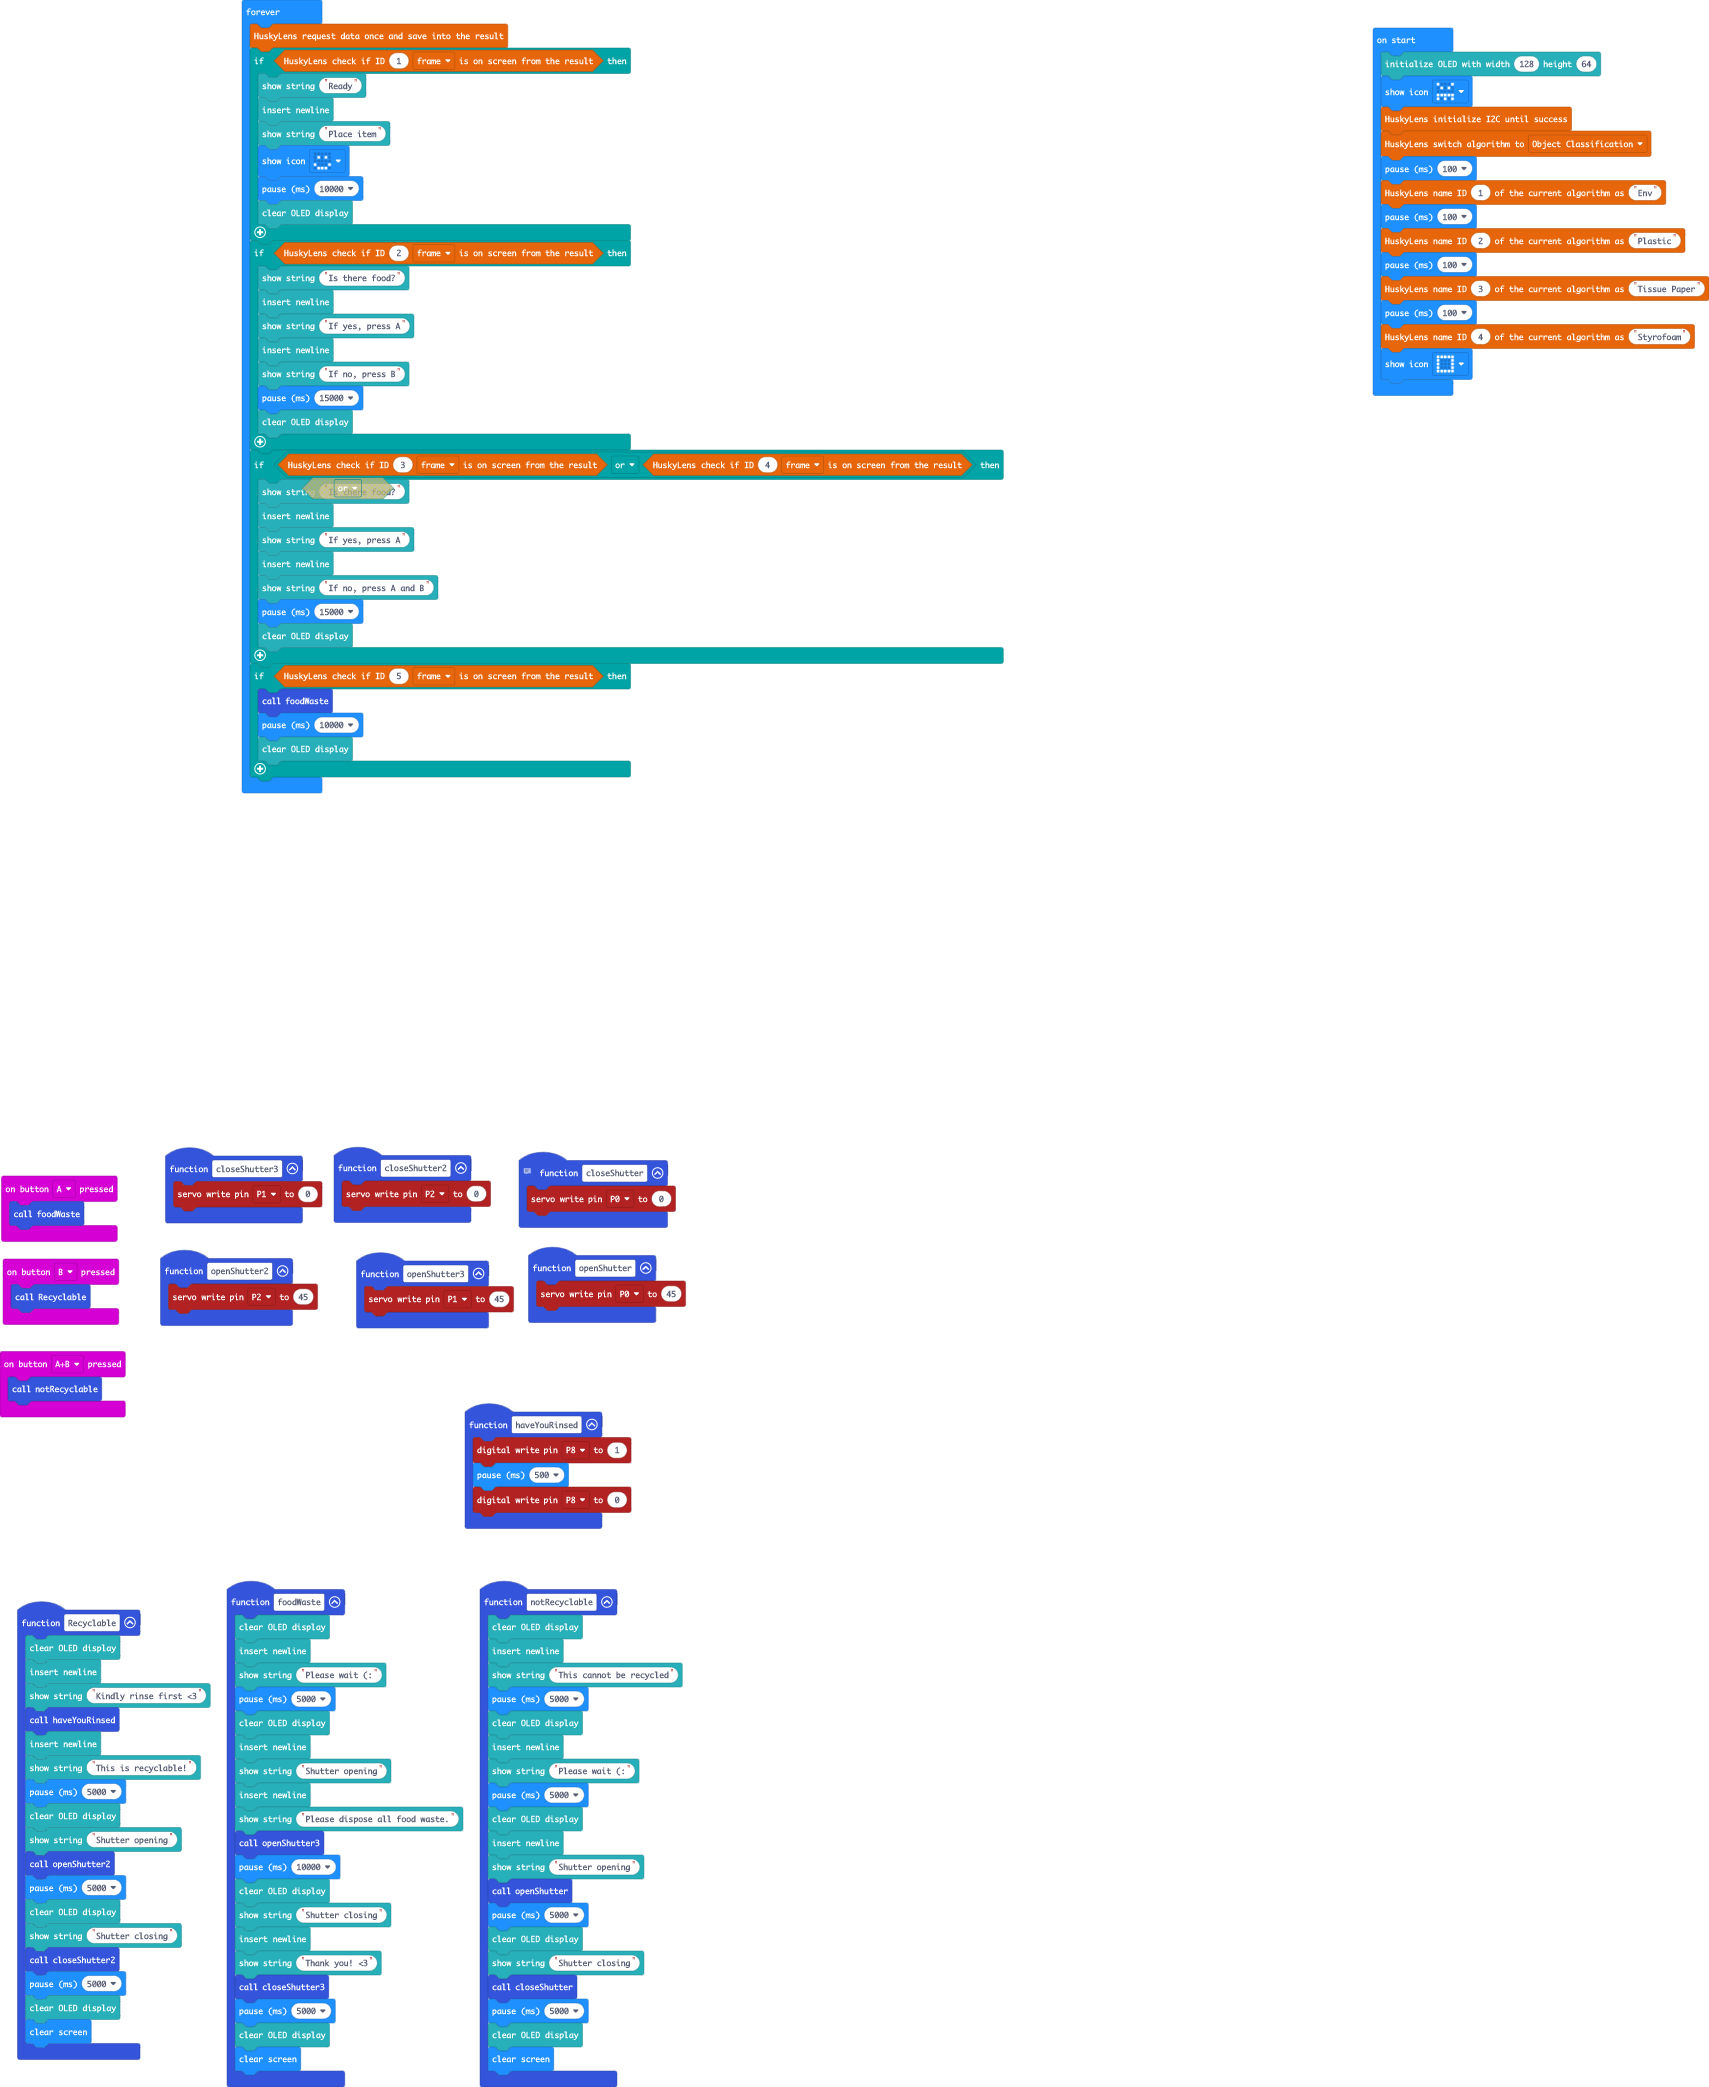 forever
HuskyLens request data once and save into the result
if HuskyLens check if ID 1 frame is on screen from the result then
show string "Ready"
insert newline
show string "Place item"
show icon
pause (ms) 10000
clear OLED display
if HuskyLens check if ID 2 frame is on screen from the result then
show string "Is there food?"
insert newline
show string "If yes, press A"
insert newline
show string "If no, press B"
pause (ms) 15000
clear OLED display
if HuskyLens check if ID 3 frame is on screen from the result or HuskyLens check if ID 4 frame is on screen from the result then
or
show string "Is there food?"
insert newline
show string "If yes, press A"
insert newline
show string "If no, press A and B"
pause (ms) 15000
clear OLED display
if HuskyLens check if ID 5 frame is on screen from the result then
call foodWaste
pause (ms) 10000
clear OLED display
on start
initialize OLED with width 128 height 64
show icon
HuskyLens initialize I2C until success
HuskyLens switch algorithm to Object Classification
pause (ms) 100
HuskyLens name ID 1 of the current algorithm as "Env"
pause (ms) 100
HuskyLens name ID 2 of the current algorithm as "Plastic"
pause (ms) 100
HuskyLens name ID 3 of the current algorithm as "Tissue Paper"
pause (ms) 100
HuskyLens name ID 4 of the current algorithm as "Styrofoam"
show icon
on button A pressed
call foodWaste
on button B pressed
call Recyclable
on button A+B pressed
call notRecyclable
function closeShutter3
servo write pin P1 to 0
function closeShutter2
servo write pin P2 to 0
function closeShutter
servo write pin P0 to 0
function openShutter2
servo write pin P2 to 45
function openShutter3
servo write pin P1 to 45
function openShutter
servo write pin P0 to 45
function haveYouRinsed
digital write pin P8 to 1
pause (ms) 500
digital write pin P8 to 0
function Recyclable
clear OLED display
insert newline
show string "Kindly rinse first <3"
call haveYouRinsed
insert newline
show string "This is recyclable!"
pause (ms) 5000
clear OLED display
show string "Shutter opening"
call openShutter2
pause (ms) 5000
clear OLED display
show string "Shutter closing"
call closeShutter2
pause (ms) 5000
clear OLED display
clear screen
function foodWaste
clear OLED display
insert newline
show string "Please wait (:"
pause (ms) 5000
clear OLED display
insert newline
show string "Shutter opening"
insert newline
show string "Please dispose all food waste."
call openShutter3
pause (ms) 10000
clear OLED display
show string "Shutter closing"
insert newline
show string "Thank you! <3"
call closeShutter3
pause (ms) 5000
clear OLED display
clear screen
function notRecyclable
clear OLED display
insert newline
show string "This cannot be recycled"
pause (ms) 5000
clear OLED display
insert newline
show string "Please wait (:"
pause (ms) 5000
clear OLED display
insert newline
show string "Shutter opening"
call openShutter
pause (ms) 5000
clear OLED display
show string "Shutter closing"
call closeShutter
pause (ms) 5000
clear OLED display
clear screen